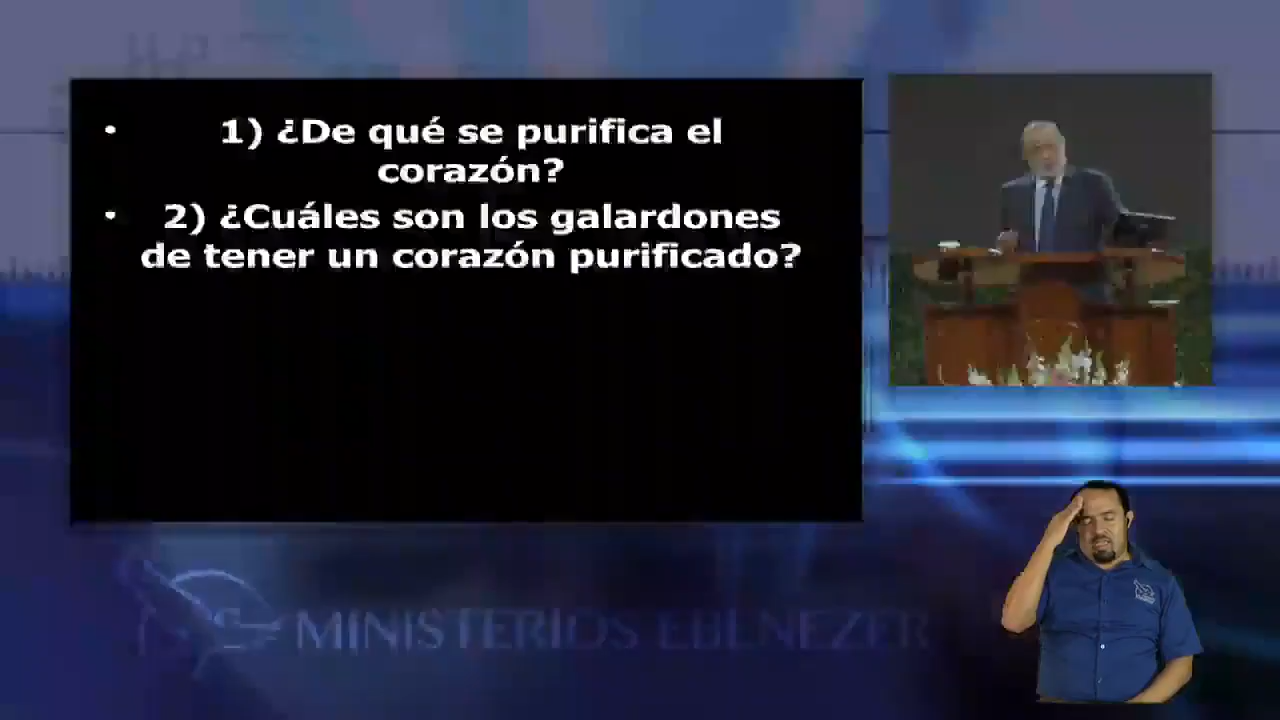 • 1) ¿De qué se purifica el
corazón?
• 2) ¿Cuáles son los galardones
de tener un corazón purificado?
MINISTERIOS EBENEZER